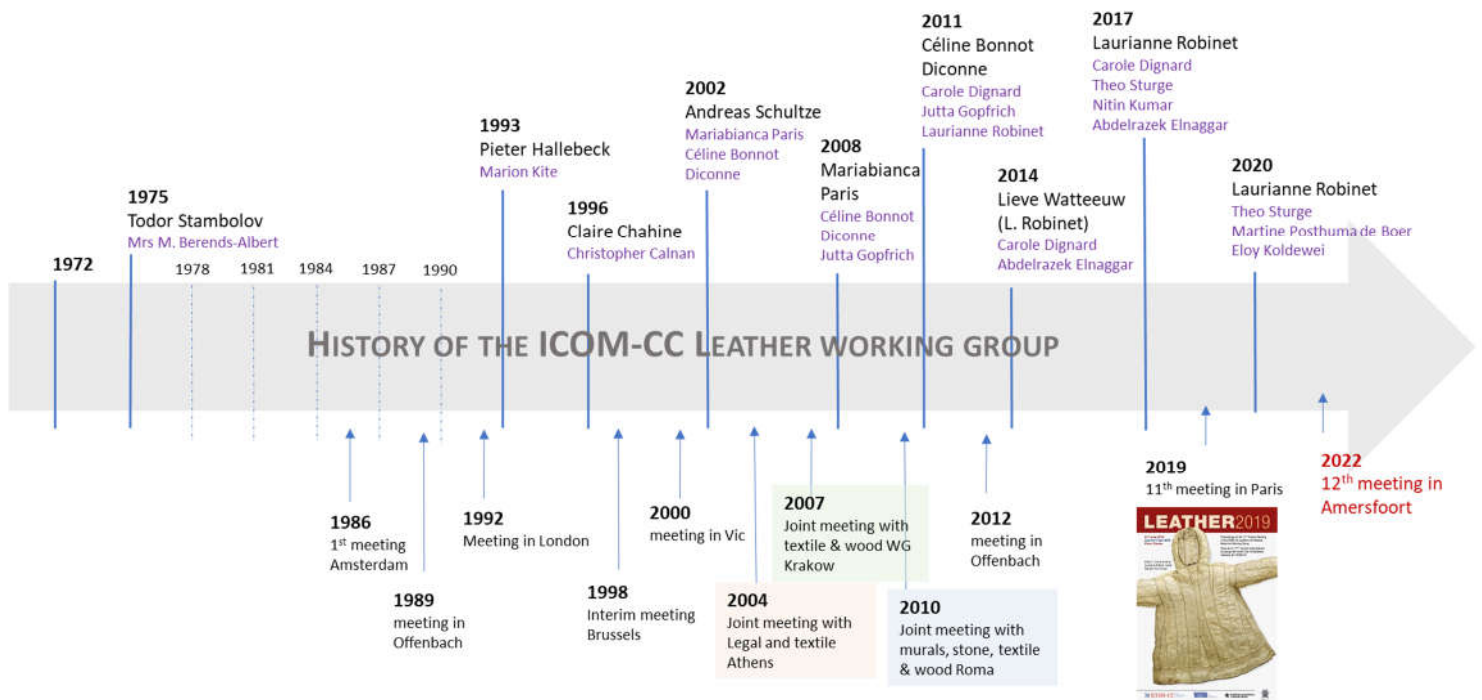 1972
1975
Todor Stambolov
Mrs M. Berends-Albert
1978
1981
1984
1987
1990
1993
Pieter Hallebeck
Marion Kite
1996
Claire Chahine
Christopher Calnan
2002
Andreas Schultze
Mariabianca Paris
Céline Bonnot
Diconne
2008
Mariabianca
Paris
Céline Bonnot
Diconne
Jutta Gopfrich
2011
Céline Bonnot
Diconne
Carole Dignard
Jutta Gopfrich
Laurianne Robinet
2014
Lieve Watteeuw
(L. Robinet)
Carole Dignard
Abdelrazek Elnaggar
2017
Laurianne Robinet
Carole Dignard
Theo Sturge
Nitin Kumar
Abdelrazek Elnaggar
2020
Laurianne Robinet
Theo Sturge
Martine Posthuma de Boer
Eloy Koldewei
HISTORY OF THE ICOM-CC LEATHER WORKING GROUP
1986
1st meeting
Amsterdam
1989
meeting in
Offenbach
1992
Meeting in London
1998
Interim meeting
Brussels
2000
meeting in Vic
2004
Joint meeting with
Legal and textile
Athens
2007
Joint meeting with
textile & wood WG
Krakow
2010
Joint meeting with
murals, stone, textile
& wood Roma
2012
meeting in
Offenbach
2019
11th meeting in Paris
LEATHER2019
2022
12th meeting in
Amersfoort